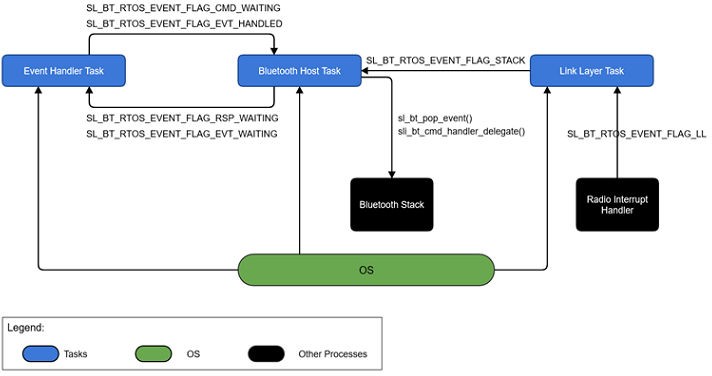 SL_BT_RTOS_EVENT_FLAG_CMD_WAITING
SL_BT_RTOS_EVENT_FLAG_EVT_HANDLED
Event Handler Task
Bluetooth Host Task
SL_BT_RTOS_EVENT_FLAG_STACK
Link Layer Task
SL_BT_RTOS_EVENT_FLAG_RSP_WAITING
SL_BT_RTOS_EVENT_FLAG_EVT_WAITING
sl_bt_pop_event()
sli_bt_cmd_handler_delegate()
SL_BT_RTOS_EVENT_FLAG_LL
Bluetooth Stack
Radio Interrupt
Handler
OS
Legend:
Tasks
OS
Other Processes